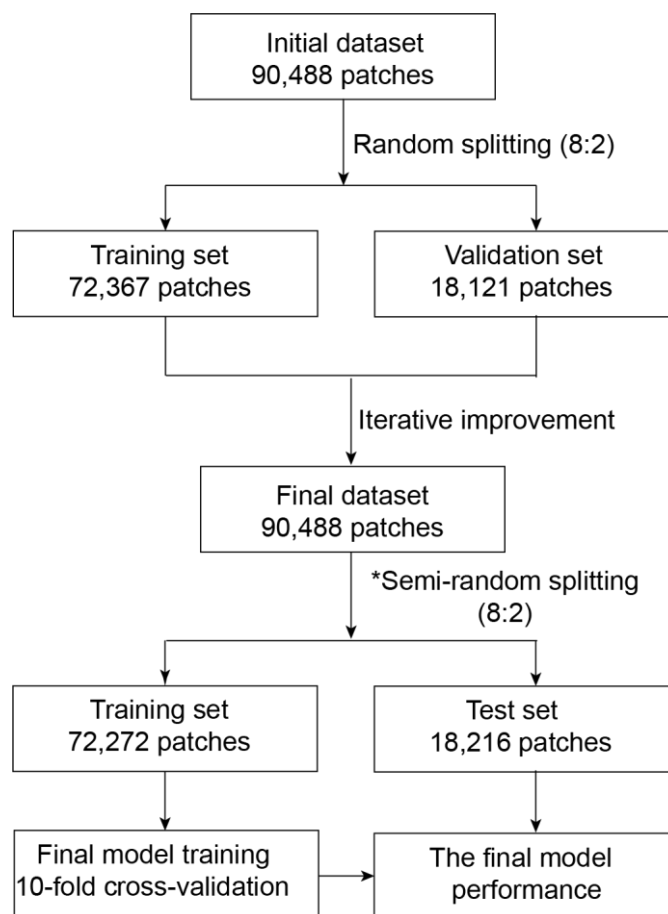 Initial dataset
90,488 patches
Random splitting (8:2)
Training set
72,367 patches
Validation set
18,121 patches
Iterative improvement
Final dataset
90,488 patches
*Semi-random splitting
(8:2)
Training set
72,272 patches
Test set
18,216 patches
Final model training
10-fold cross-validation
The final model
performance